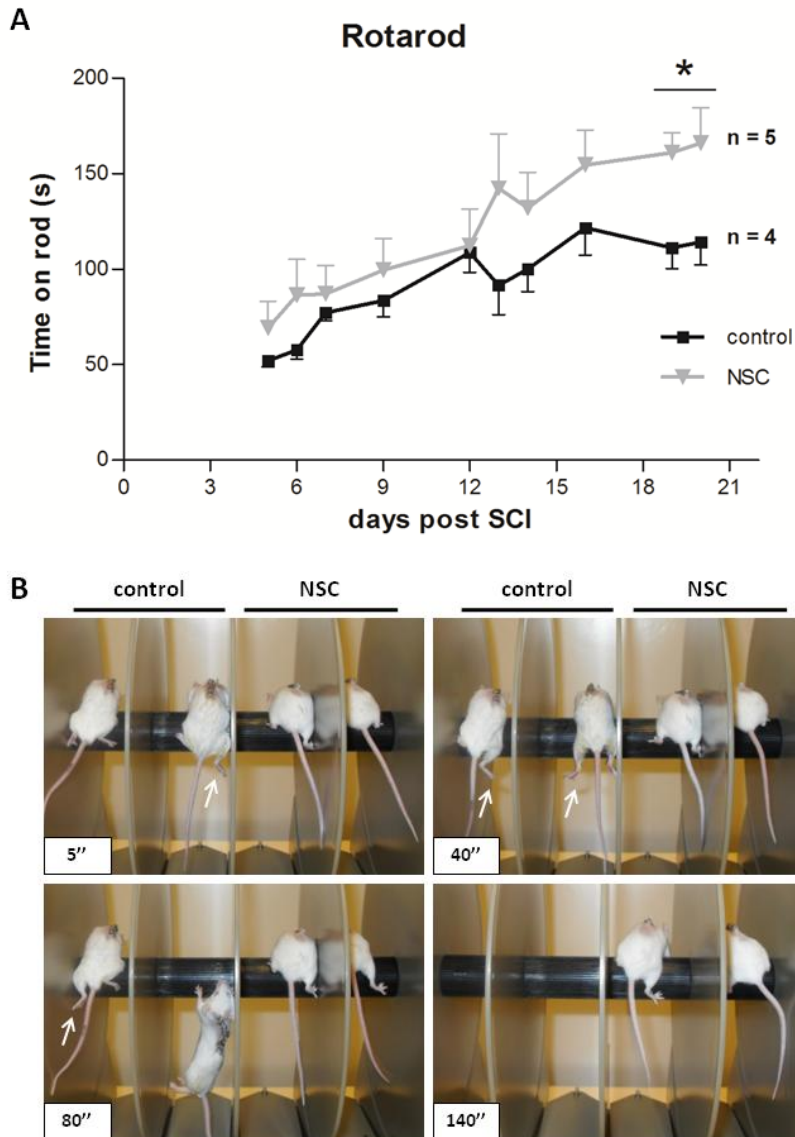 A
Rotarod
200
150
100
50
0
Time on rod (s)
0 3 6 9 12 15 18 21
days post SCI
*
n = 5
n = 4
control
NSC
B
control NSC control NSC
5’’
40’’
80’’
140’’